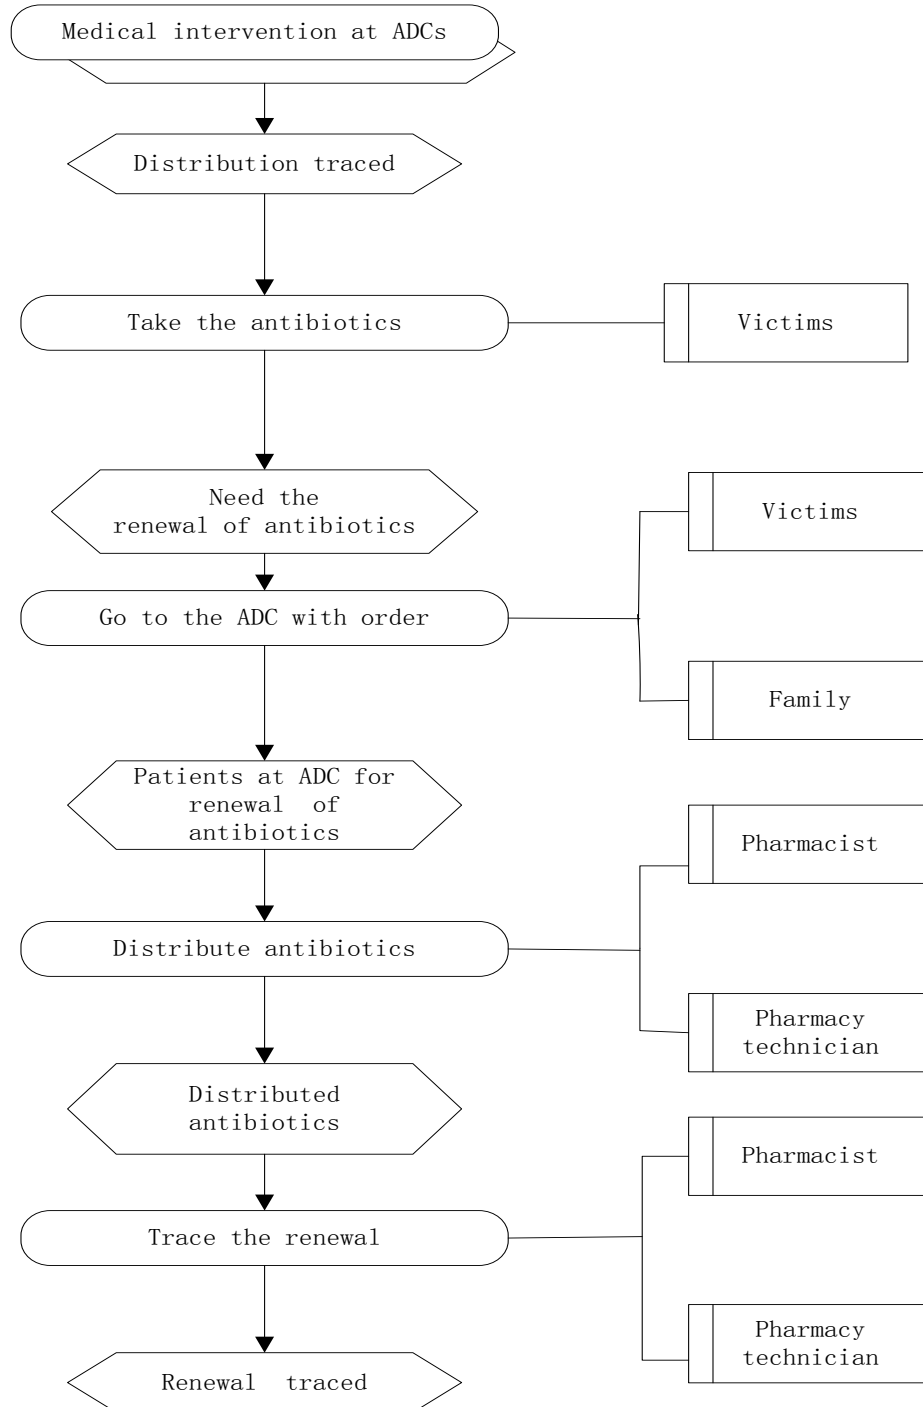 Medical intervention at ADCs
Distribution traced
Take the antibiotics
Victims
Need the
renewal of antibiotics
Victims
Go to the ADC with order
Family
Patients at ADC for
renewal of
antibiotics
Pharmacist
Distribute antibiotics
Pharmacy
technician
Distributed
antibiotics
Pharmacist
Trace the renewal
Pharmacy
technician
Renewal traced